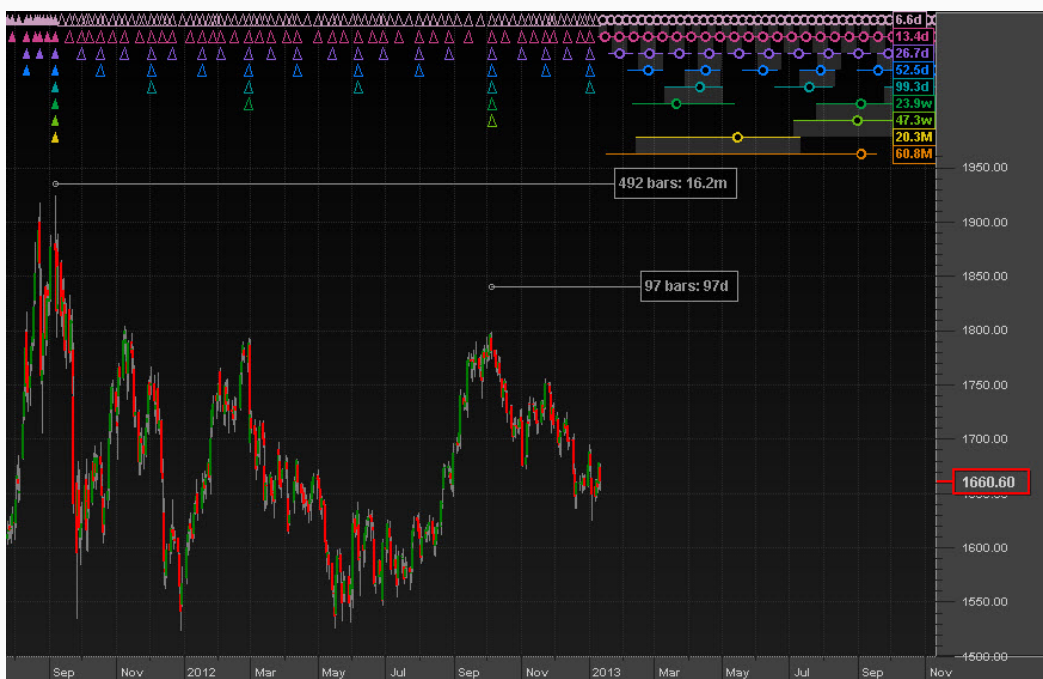 6.6d
13.4d
26.7d
52.5d
99.3d
23.9w
47.3w
20.3M
60.8M
1950.00
492 bars: 16.2m
1900.00
1850.00
97 bars: 97d
1800.00
1750.00
1700.00
1660.60
1650.00
1600.00
1550.00
1500.00
Sep Nov 2012 Mar May Jul Sep Nov 2013 Mar May Jul Sep Nov